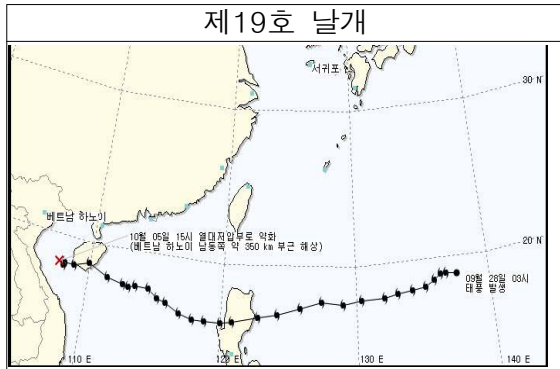 제19호 날개
서귀포
30˚ N
베트남 하노이
10월 05일 15시 열대저압부로 약화
(베트남 하노이 남동쪽 약 350 km 부근 해상)
20˚ N
09월 28일 03시
태풍 발생
110 E
120 E
130 E
140 E